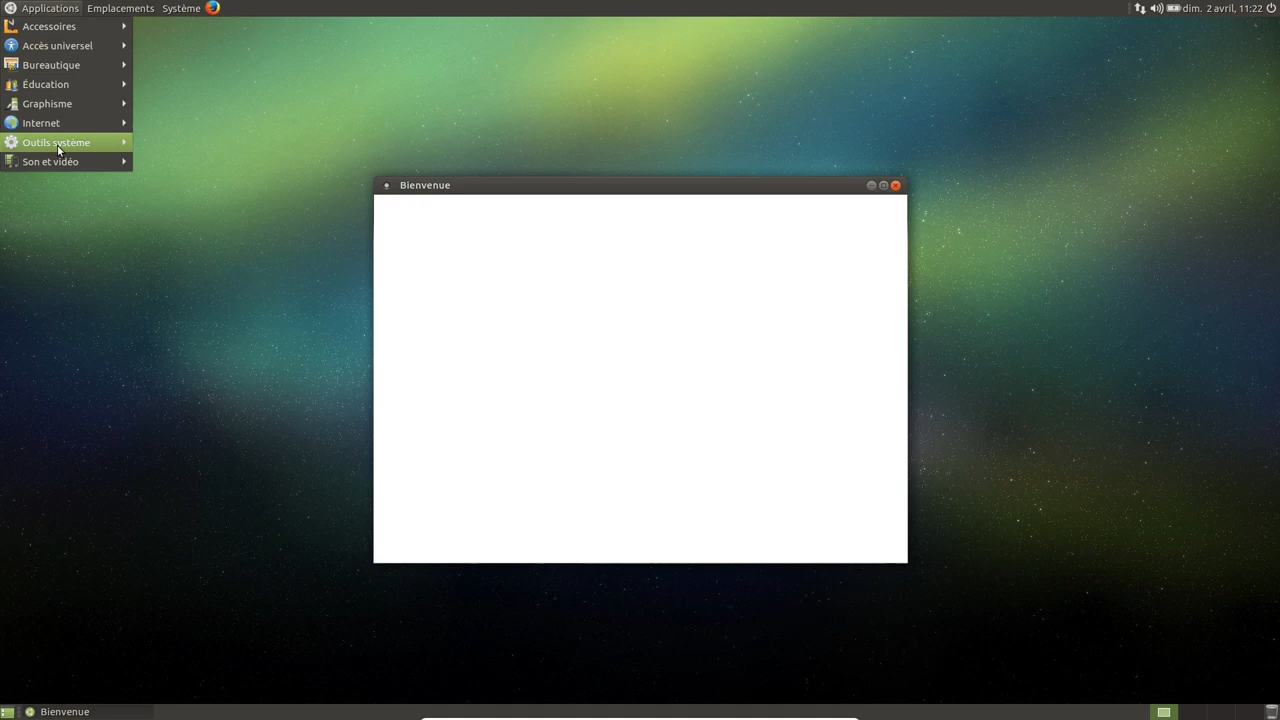 Applications Emplacements Système dim. 2 avril, 11:22
Accessoires
Accès universel
Bureautique
Éducation
Graphisme
Internet
Outils système
Son et vidéo
Bienvenue
Bienvenue